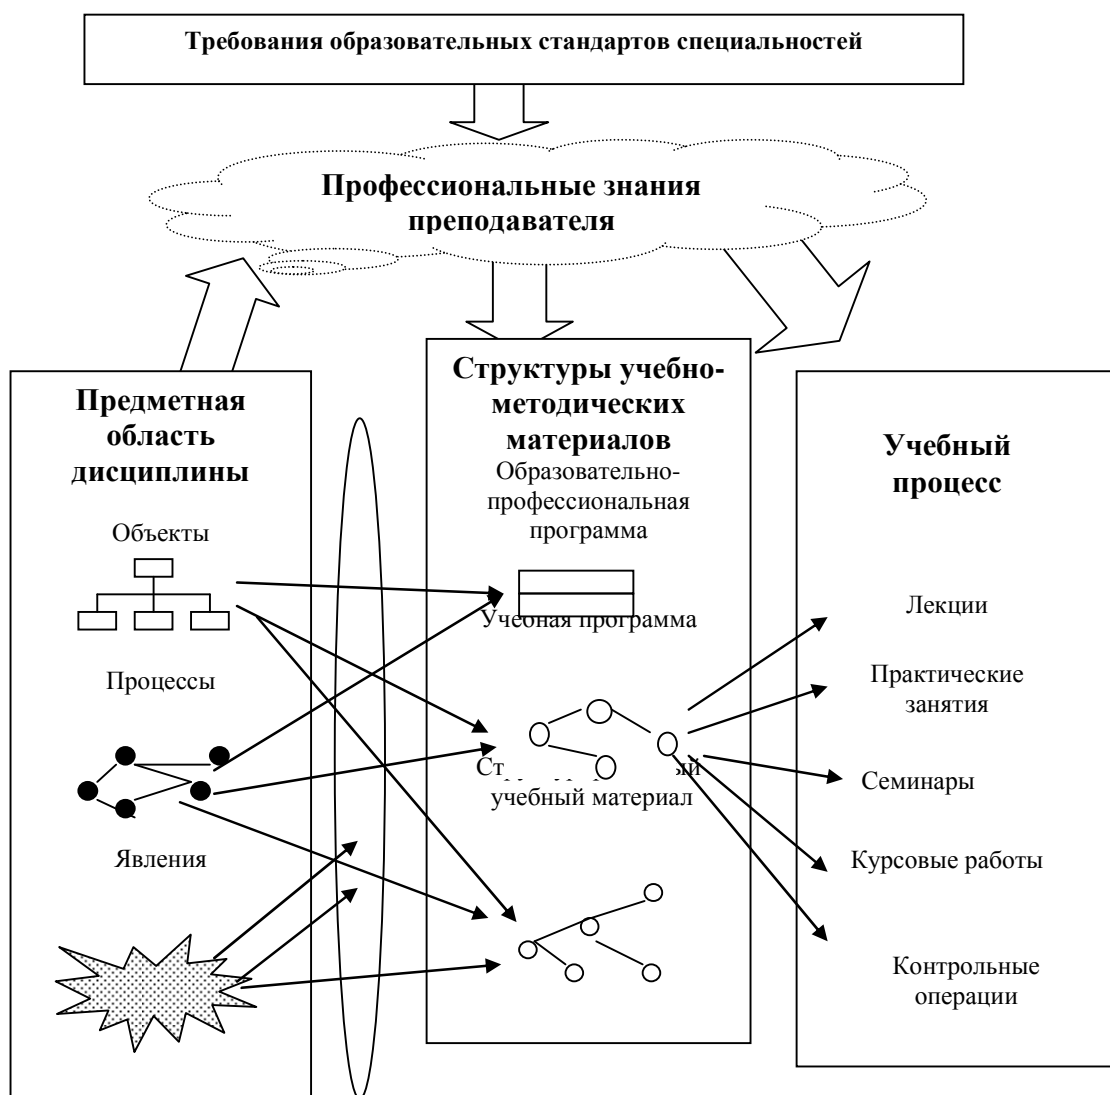 Требования образовательных стандартов специальностей
Профессиональные знания
преподавателя
Предметная
область
дисциплины
Объекты
Процессы
Явления
Структуры учебно-
методических
материалов
Образовательно-
профессиональная
программа
Учебная программа
учебный материал
Учебный
процесс
Лекции
Практические
занятия
Семинары
Курсовые работы
Контрольные
операции